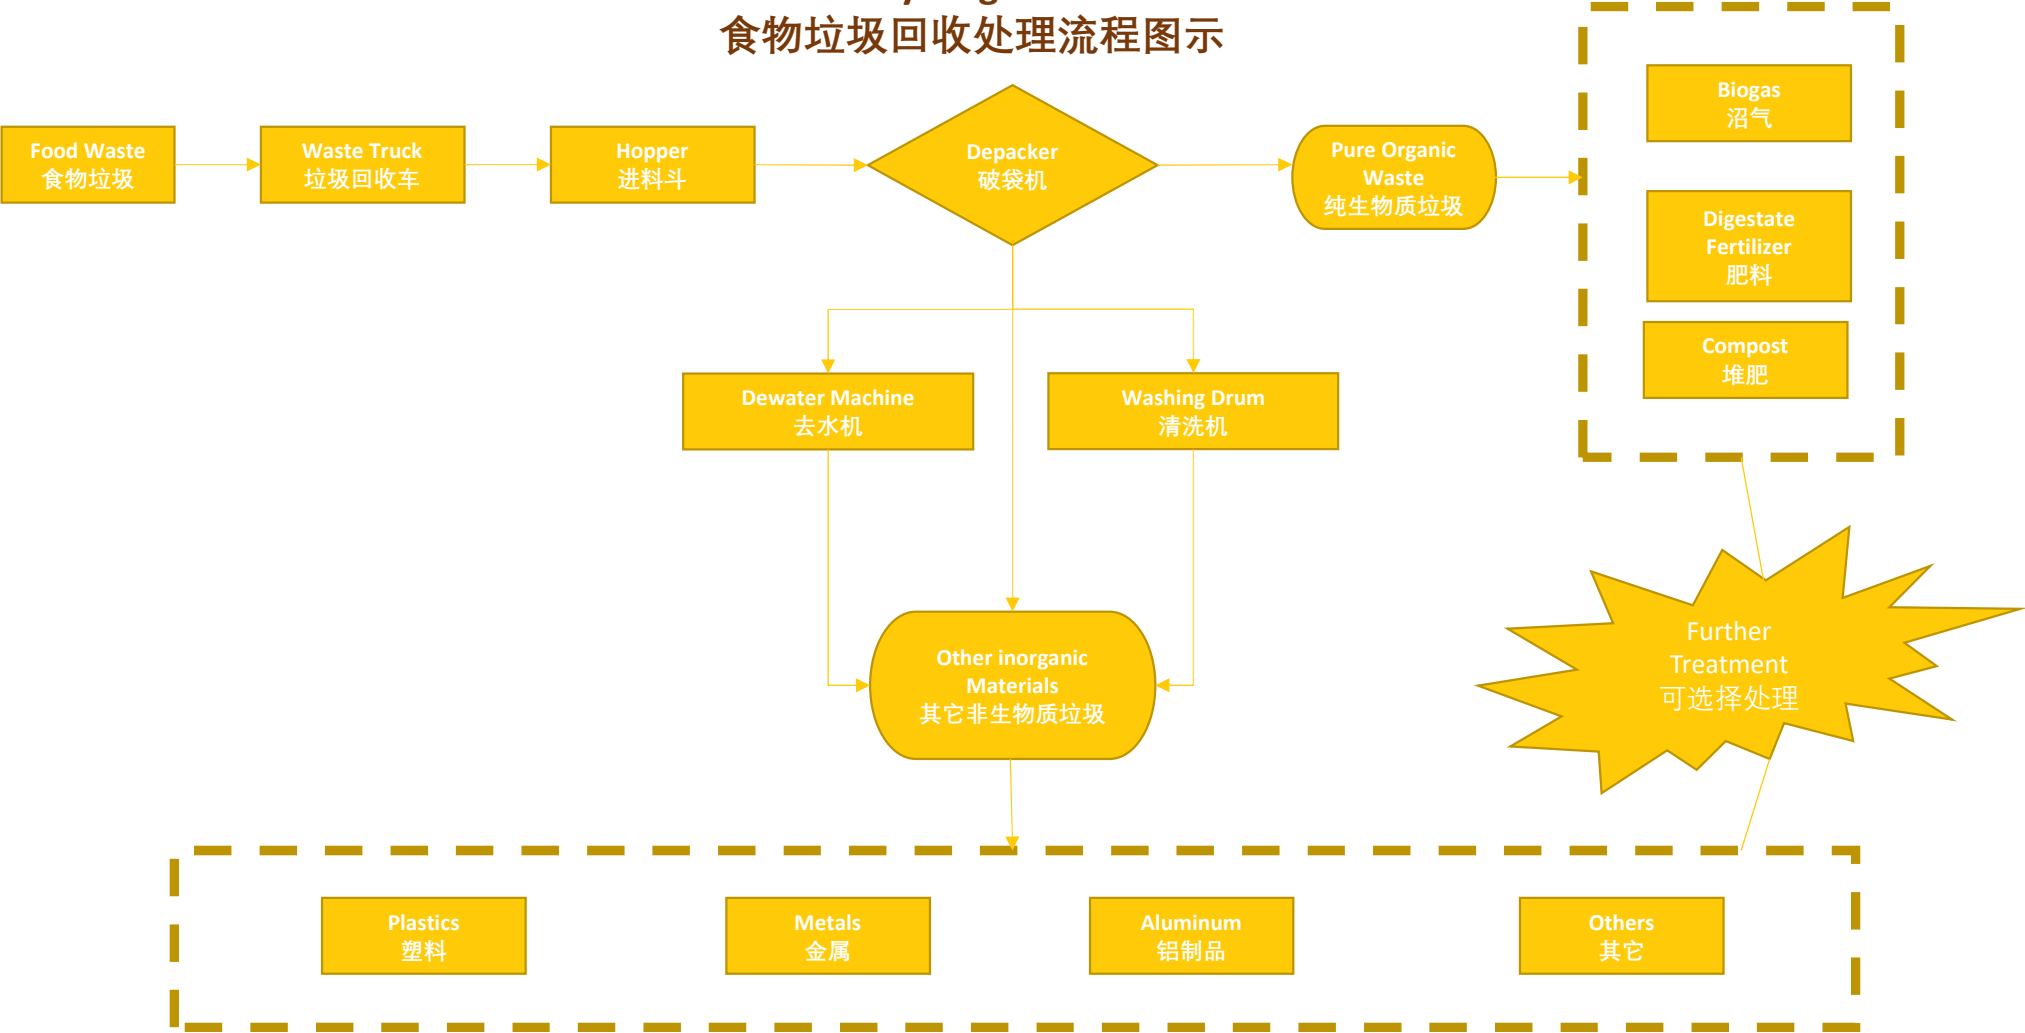 食物垃圾回收处理流程图示
Food Waste
食物垃圾
Waste Truck
垃圾回收车
Hopper
进料斗
Depacker
破袋机
Pure Organic
Waste
纯生物质垃圾
Biogas
沼气
Digestate
Fertilizer
肥料
Compost
堆肥
Dewater Machine
去水机
Washing Drum
清洗机
Other inorganic
Materials
其它非生物质垃圾
Further
Treatment
可选择处理
Plastics
塑料
Metals
金属
Aluminum
铝制品
Others
其它